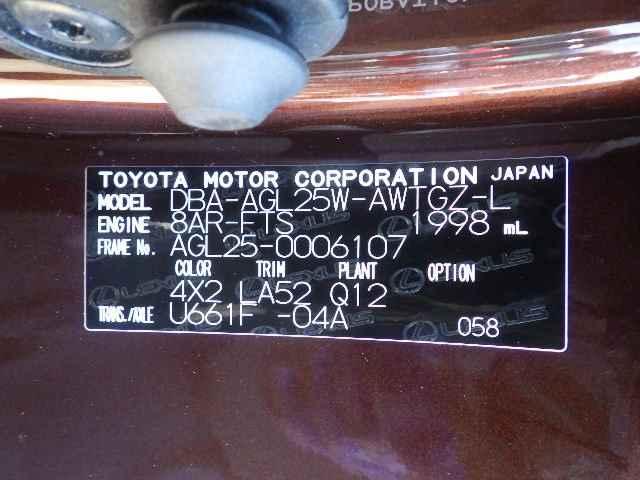 TOYOTA MOTOR CORPORATION JAPAN
MODEL DBA-AGL25W-AWTGZ-L
ENGINE 8AR-FTS 1998 mL
FRAME No. AGL25-0006107
COLOR TRIM PLANT OPTION
4X2 LA52 Q12
TRANS./AXLE U661F -04A
058